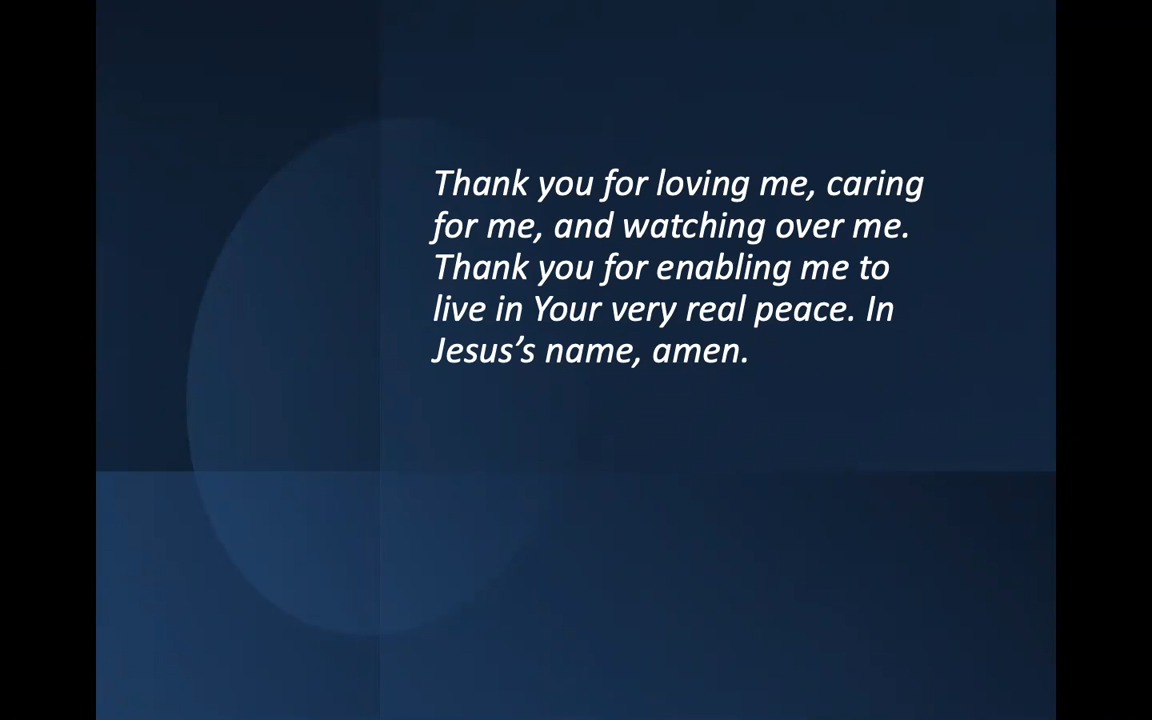 Thank you for loving me, caring
for me, and watching over me.
Thank you for enabling me to
live in Your very real peace. In
Jesus’s name, amen.